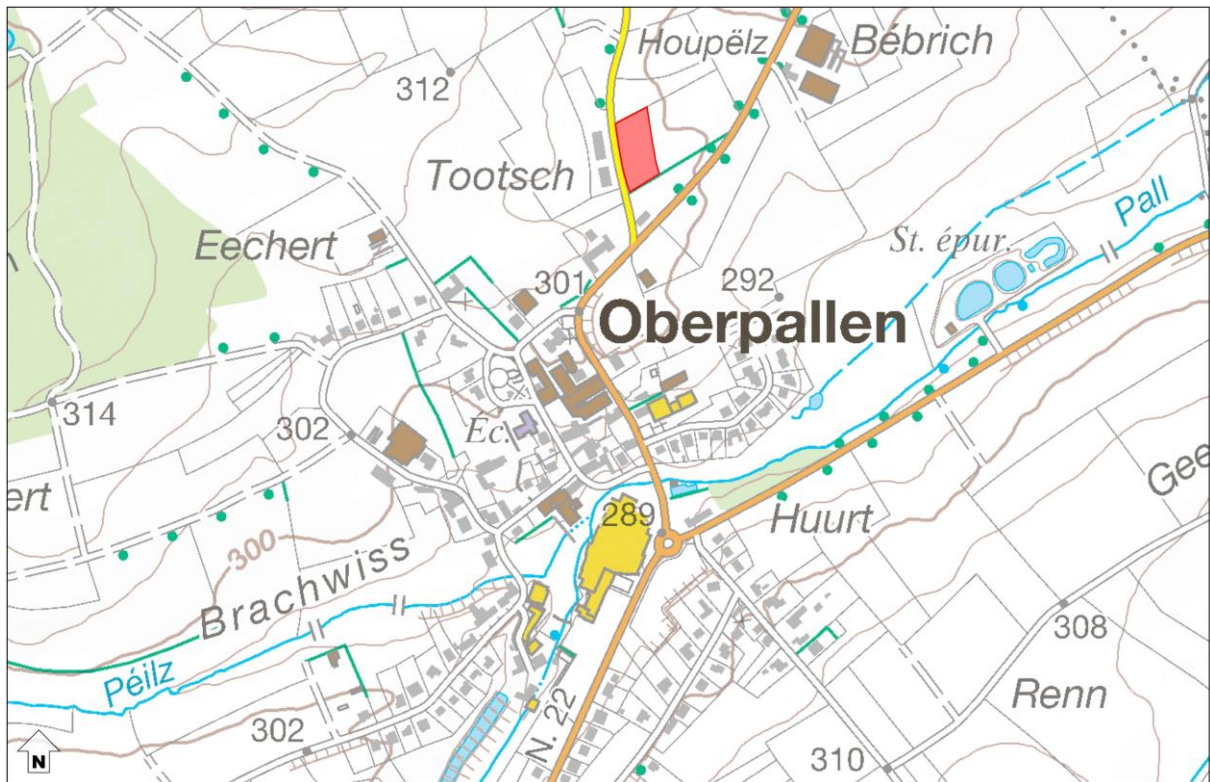 Houpëlz
Bébrich
312
Tootsch
Pall
Eechert
St. épur.
301
292
Oberpallen
314
302
Éc.
ert
289
Huurt
Gee
300
Brachwiss
308
Péilz
Renn
302
N. 22
310
N